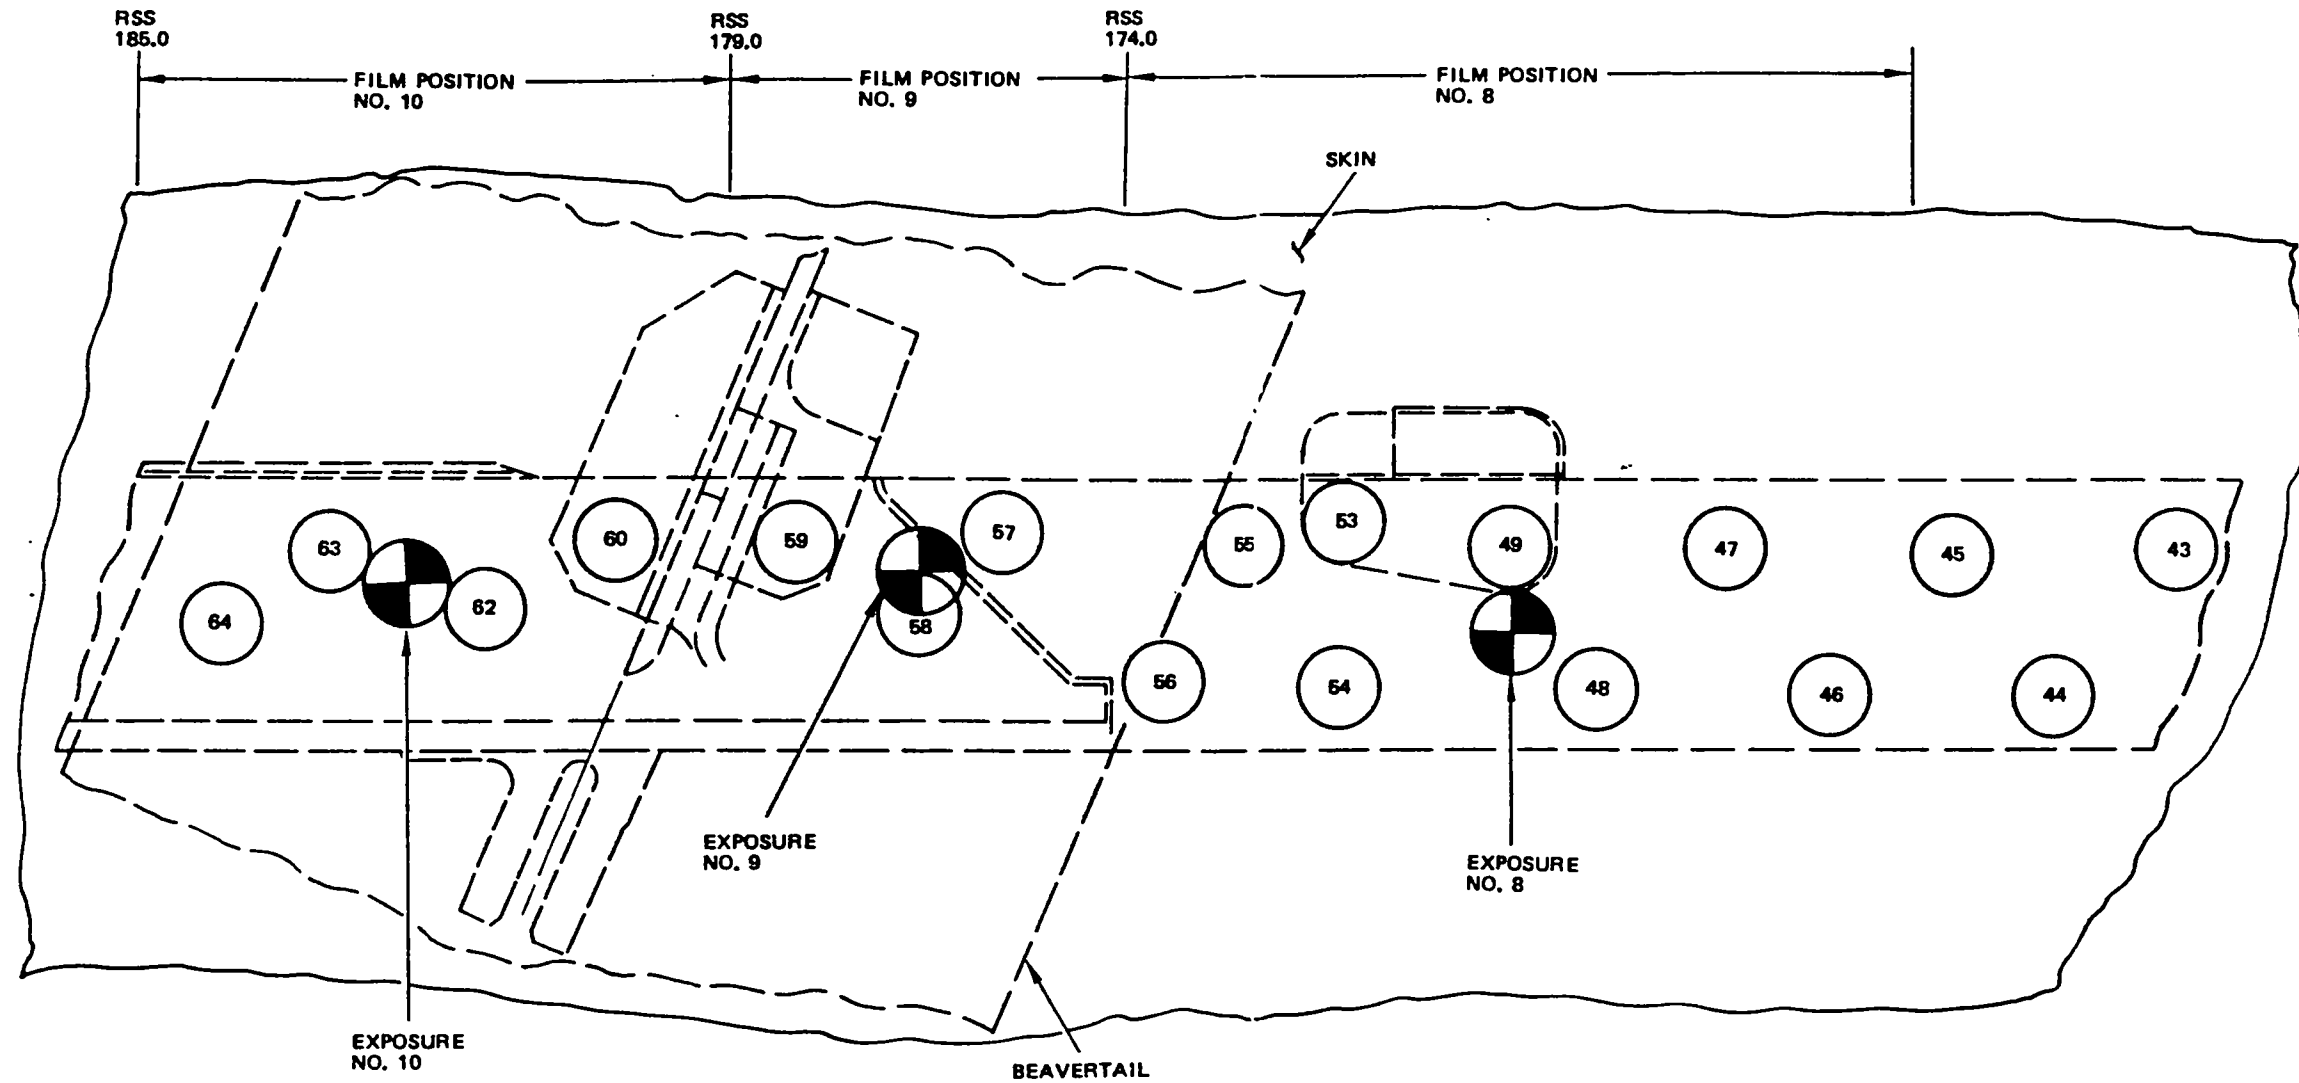 RSS
185.0
RSS
179.0
RSS
174.0
FILM POSITION
NO. 10
FILM POSITION
NO. 9
FILM POSITION
NO. 8
SKIN
63
64
62
60
59
58
57
55
56
53
54
49
48
47
46
45
44
43
EXPOSURE
NO. 9
EXPOSURE
NO. 8
EXPOSURE
NO. 10
BEAVERTAIL